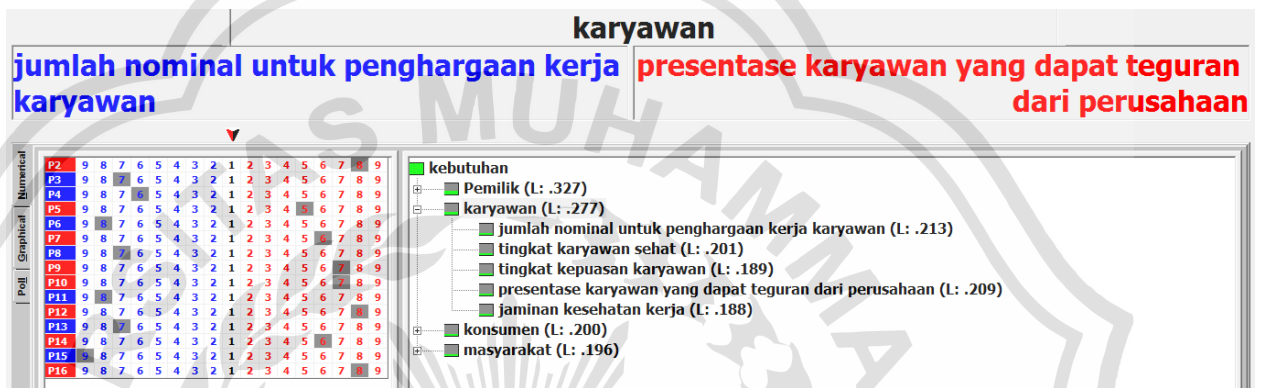 karyawan
jumlah nominal untuk penghargaan kerja
karyawan
presentase karyawan yang dapat teguran
dari perusahaan
Numerical
Graphical
Poll
P2 9 8 7 6 5 4 3 2 1 2 3 4 5 6 7 8 9
P3 9 8 7 6 5 4 3 2 1 2 3 4 5 6 7 8 9
P4 9 8 7 6 5 4 3 2 1 2 3 4 5 6 7 8 9
P5 9 8 7 6 5 4 3 2 1 2 3 4 5 6 7 8 9
P6 9 8 7 6 5 4 3 2 1 2 3 4 5 6 7 8 9
P7 9 8 7 6 5 4 3 2 1 2 3 4 5 6 7 8 9
P8 9 8 7 6 5 4 3 2 1 2 3 4 5 6 7 8 9
P9 9 8 7 6 5 4 3 2 1 2 3 4 5 6 7 8 9
P10 9 8 7 6 5 4 3 2 1 2 3 4 5 6 7 8 9
P11 9 8 7 6 5 4 3 2 1 2 3 4 5 6 7 8 9
P12 9 8 7 6 5 4 3 2 1 2 3 4 5 6 7 8 9
P13 9 8 7 6 5 4 3 2 1 2 3 4 5 6 7 8 9
P14 9 8 7 6 5 4 3 2 1 2 3 4 5 6 7 8 9
P15 9 8 7 6 5 4 3 2 1 2 3 4 5 6 7 8 9
P16 9 8 7 6 5 4 3 2 1 2 3 4 5 6 7 8 9
kebutuhan
Pemilik (L: .327)
karyawan (L: .277)
jumlah nominal untuk penghargaan kerja karyawan (L: .213)
tingkat karyawan sehat (L: .201)
tingkat kepuasan karyawan (L: .189)
presentase karyawan yang dapat teguran dari perusahaan (L: .209)
jaminan kesehatan kerja (L: .188)
konsumen (L: .200)
masyarakat (L: .196)